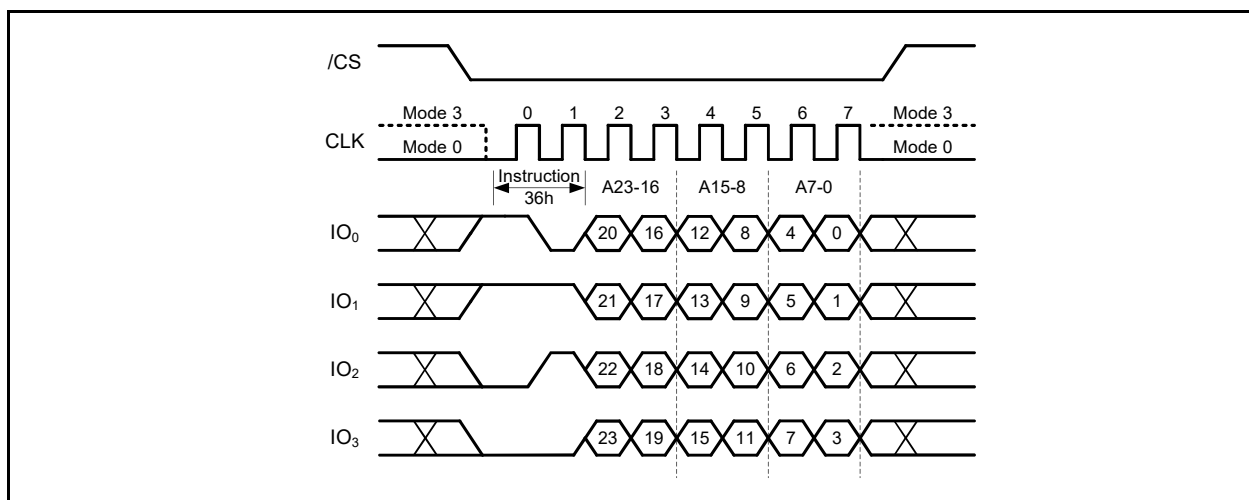 /CS
Mode 3 0 1 2 3 4 5 6 7 Mode 3
CLK
Mode 0 Mode 0
Instruction
36h
A23-16 A15-8 A7-0
IO₀ 20 16 12 8 4 0
IO₁ 21 17 13 9 5 1
IO₂ 22 18 14 10 6 2
IO₃ 23 19 15 11 7 3